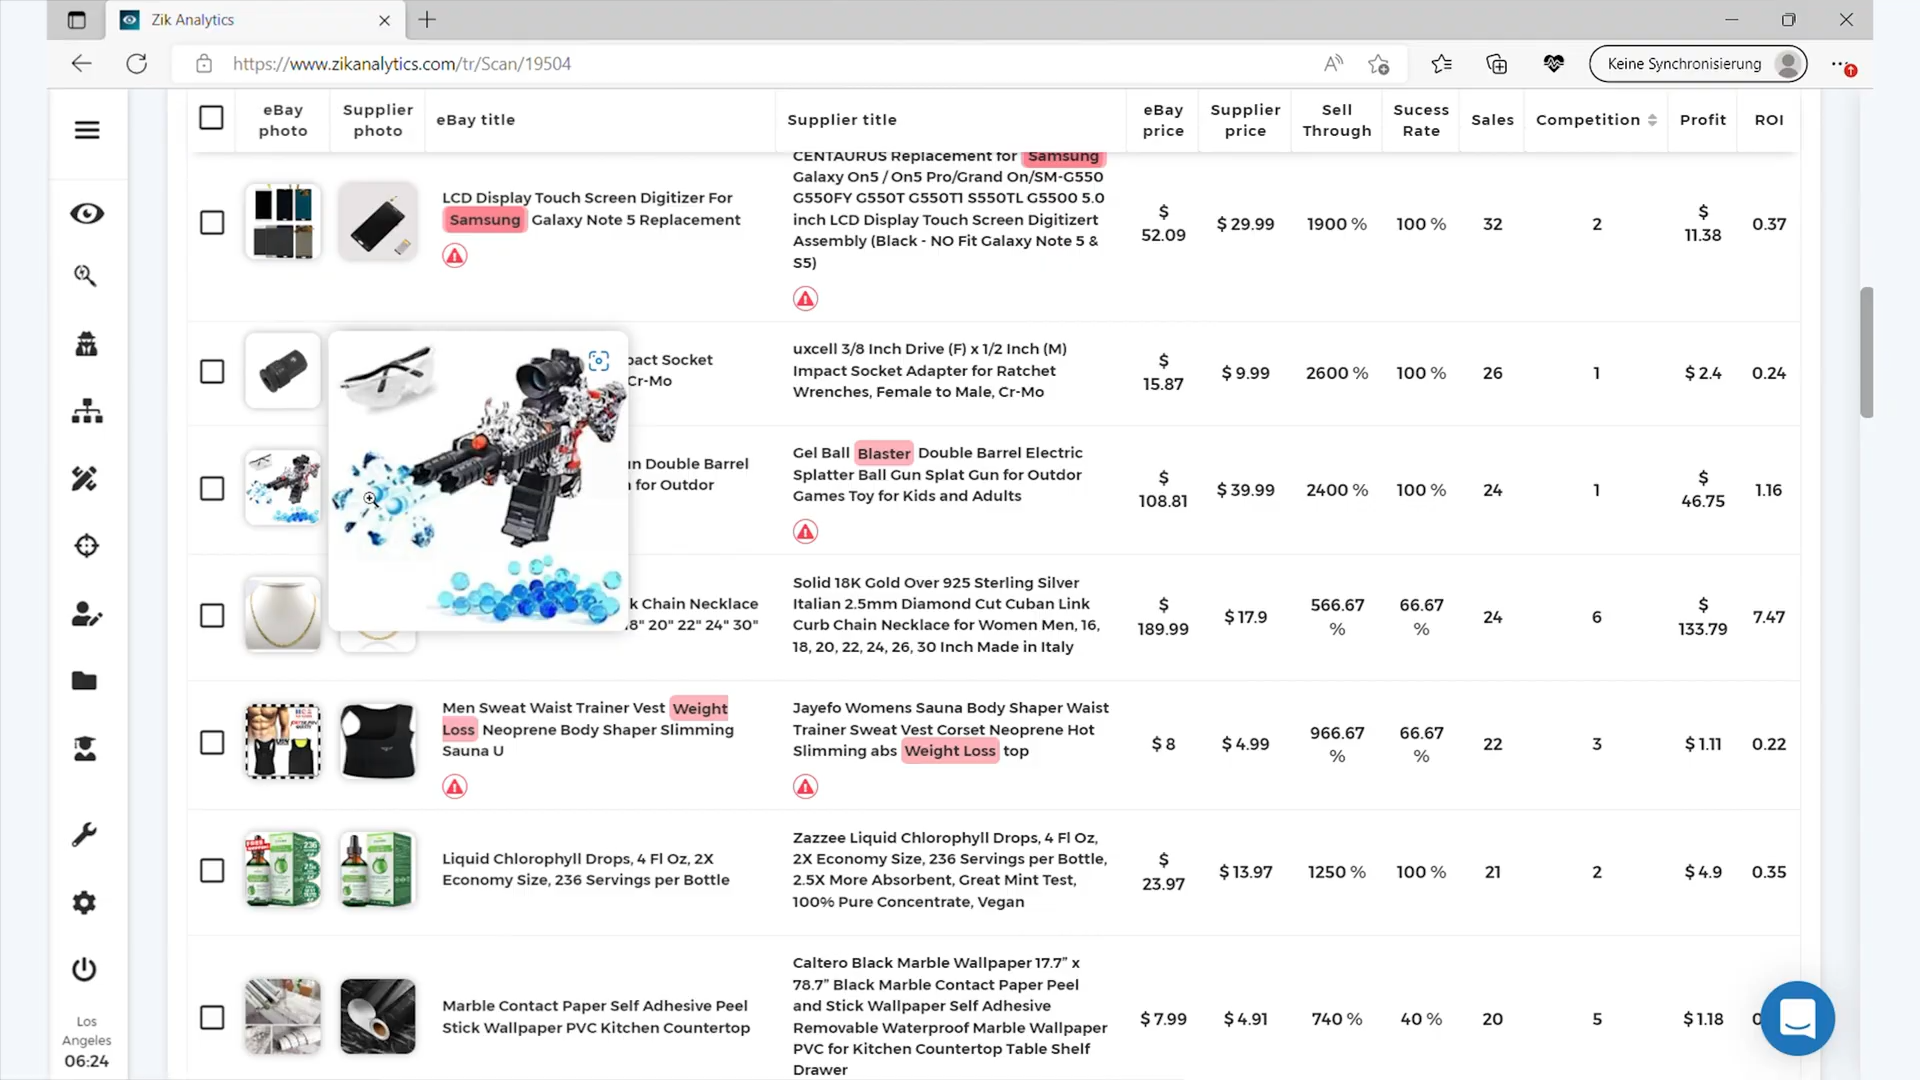 Zik Analytics
https://www.zikanalytics.com/tr/Scan/19504
Keine Synchronisierung
eBay photo
Supplier photo
eBay title
Supplier title
eBay price
Supplier price
Sell Through
Sucess Rate
Sales
Competition
Profit
ROI
LCD Display Touch Screen Digitizer For
Samsung Galaxy Note 5 Replacement
CENTAURUS Replacement for Samsung
Galaxy On5 / On5 Pro/Grand On/SM-G550
G550FY G550T G550T1 S550TL G5500 5.0
inch LCD Display Touch Screen Digitizert
Assembly (Black - NO Fit Galaxy Note 5 &
S5)
$ 52.09
$ 29.99
1900 %
100 %
32
2
$ 11.38
0.37
pact Socket
Cr-Mo
uxcell 3/8 Inch Drive (F) x 1/2 Inch (M)
Impact Socket Adapter for Ratchet
Wrenches, Female to Male, Cr-Mo
$ 15.87
$ 9.99
2600 %
100 %
26
1
$ 2.4
0.24
n Double Barrel
for Outdor
Gel Ball Blaster Double Barrel Electric
Splatter Ball Gun Splat Gun for Outdor
Games Toy for Kids and Adults
$ 108.81
$ 39.99
2400 %
100 %
24
1
$ 46.75
1.16
k Chain Necklace
8" 20" 22" 24" 30"
Solid 18K Gold Over 925 Sterling Silver
Italian 2.5mm Diamond Cut Cuban Link
Curb Chain Necklace for Women Men, 16,
18, 20, 22, 24, 26, 30 Inch Made in Italy
$ 189.99
$ 17.9
566.67 %
66.67 %
24
6
$ 133.79
7.47
Men Sweat Waist Trainer Vest Weight
Loss Neoprene Body Shaper Slimming
Sauna U
Jayefo Womens Sauna Body Shaper Waist
Trainer Sweat Vest Corset Neoprene Hot
Slimming abs Weight Loss top
$ 8
$ 4.99
966.67 %
66.67 %
22
3
$ 1.11
0.22
Liquid Chlorophyll Drops, 4 Fl Oz, 2X
Economy Size, 236 Servings per Bottle
Zazzee Liquid Chlorophyll Drops, 4 Fl Oz,
2X Economy Size, 236 Servings per Bottle,
2.5X More Absorbent, Great Mint Test,
100% Pure Concentrate, Vegan
$ 23.97
$ 13.97
1250 %
100 %
21
2
$ 4.9
0.35
Marble Contact Paper Self Adhesive Peel
Stick Wallpaper PVC Kitchen Countertop
Caltero Black Marble Wallpaper 17.7” x
78.7” Black Marble Contact Paper Peel
and Stick Wallpaper Self Adhesive
Removable Waterproof Marble Wallpaper
PVC for Kitchen Countertop Table Shelf
Drawer
$ 7.99
$ 4.91
740 %
40 %
20
5
$ 1.18
Los
Angeles
06:24